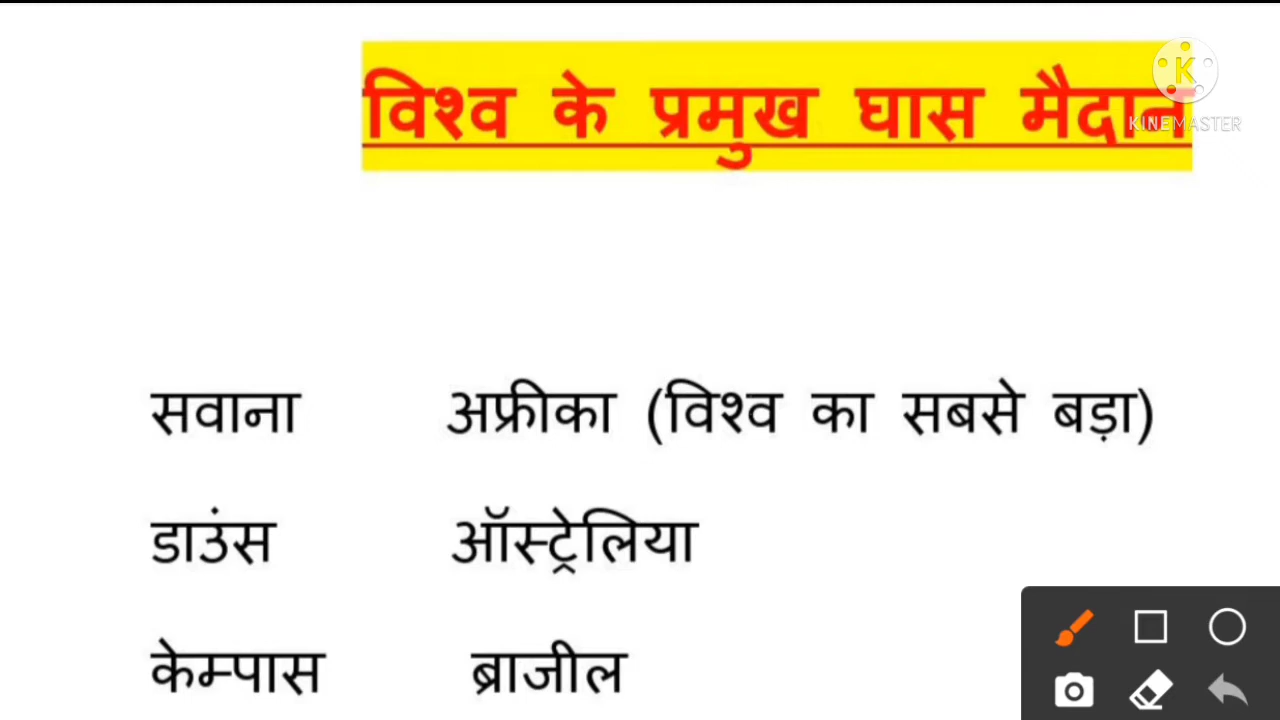 विश्व के प्रमुख घास मैदान
K
KINEMASTER
सवाना अफ्रीका (विश्व का सबसे बड़ा)
डाउंस ऑस्ट्रेलिया
केम्पास ब्राजील